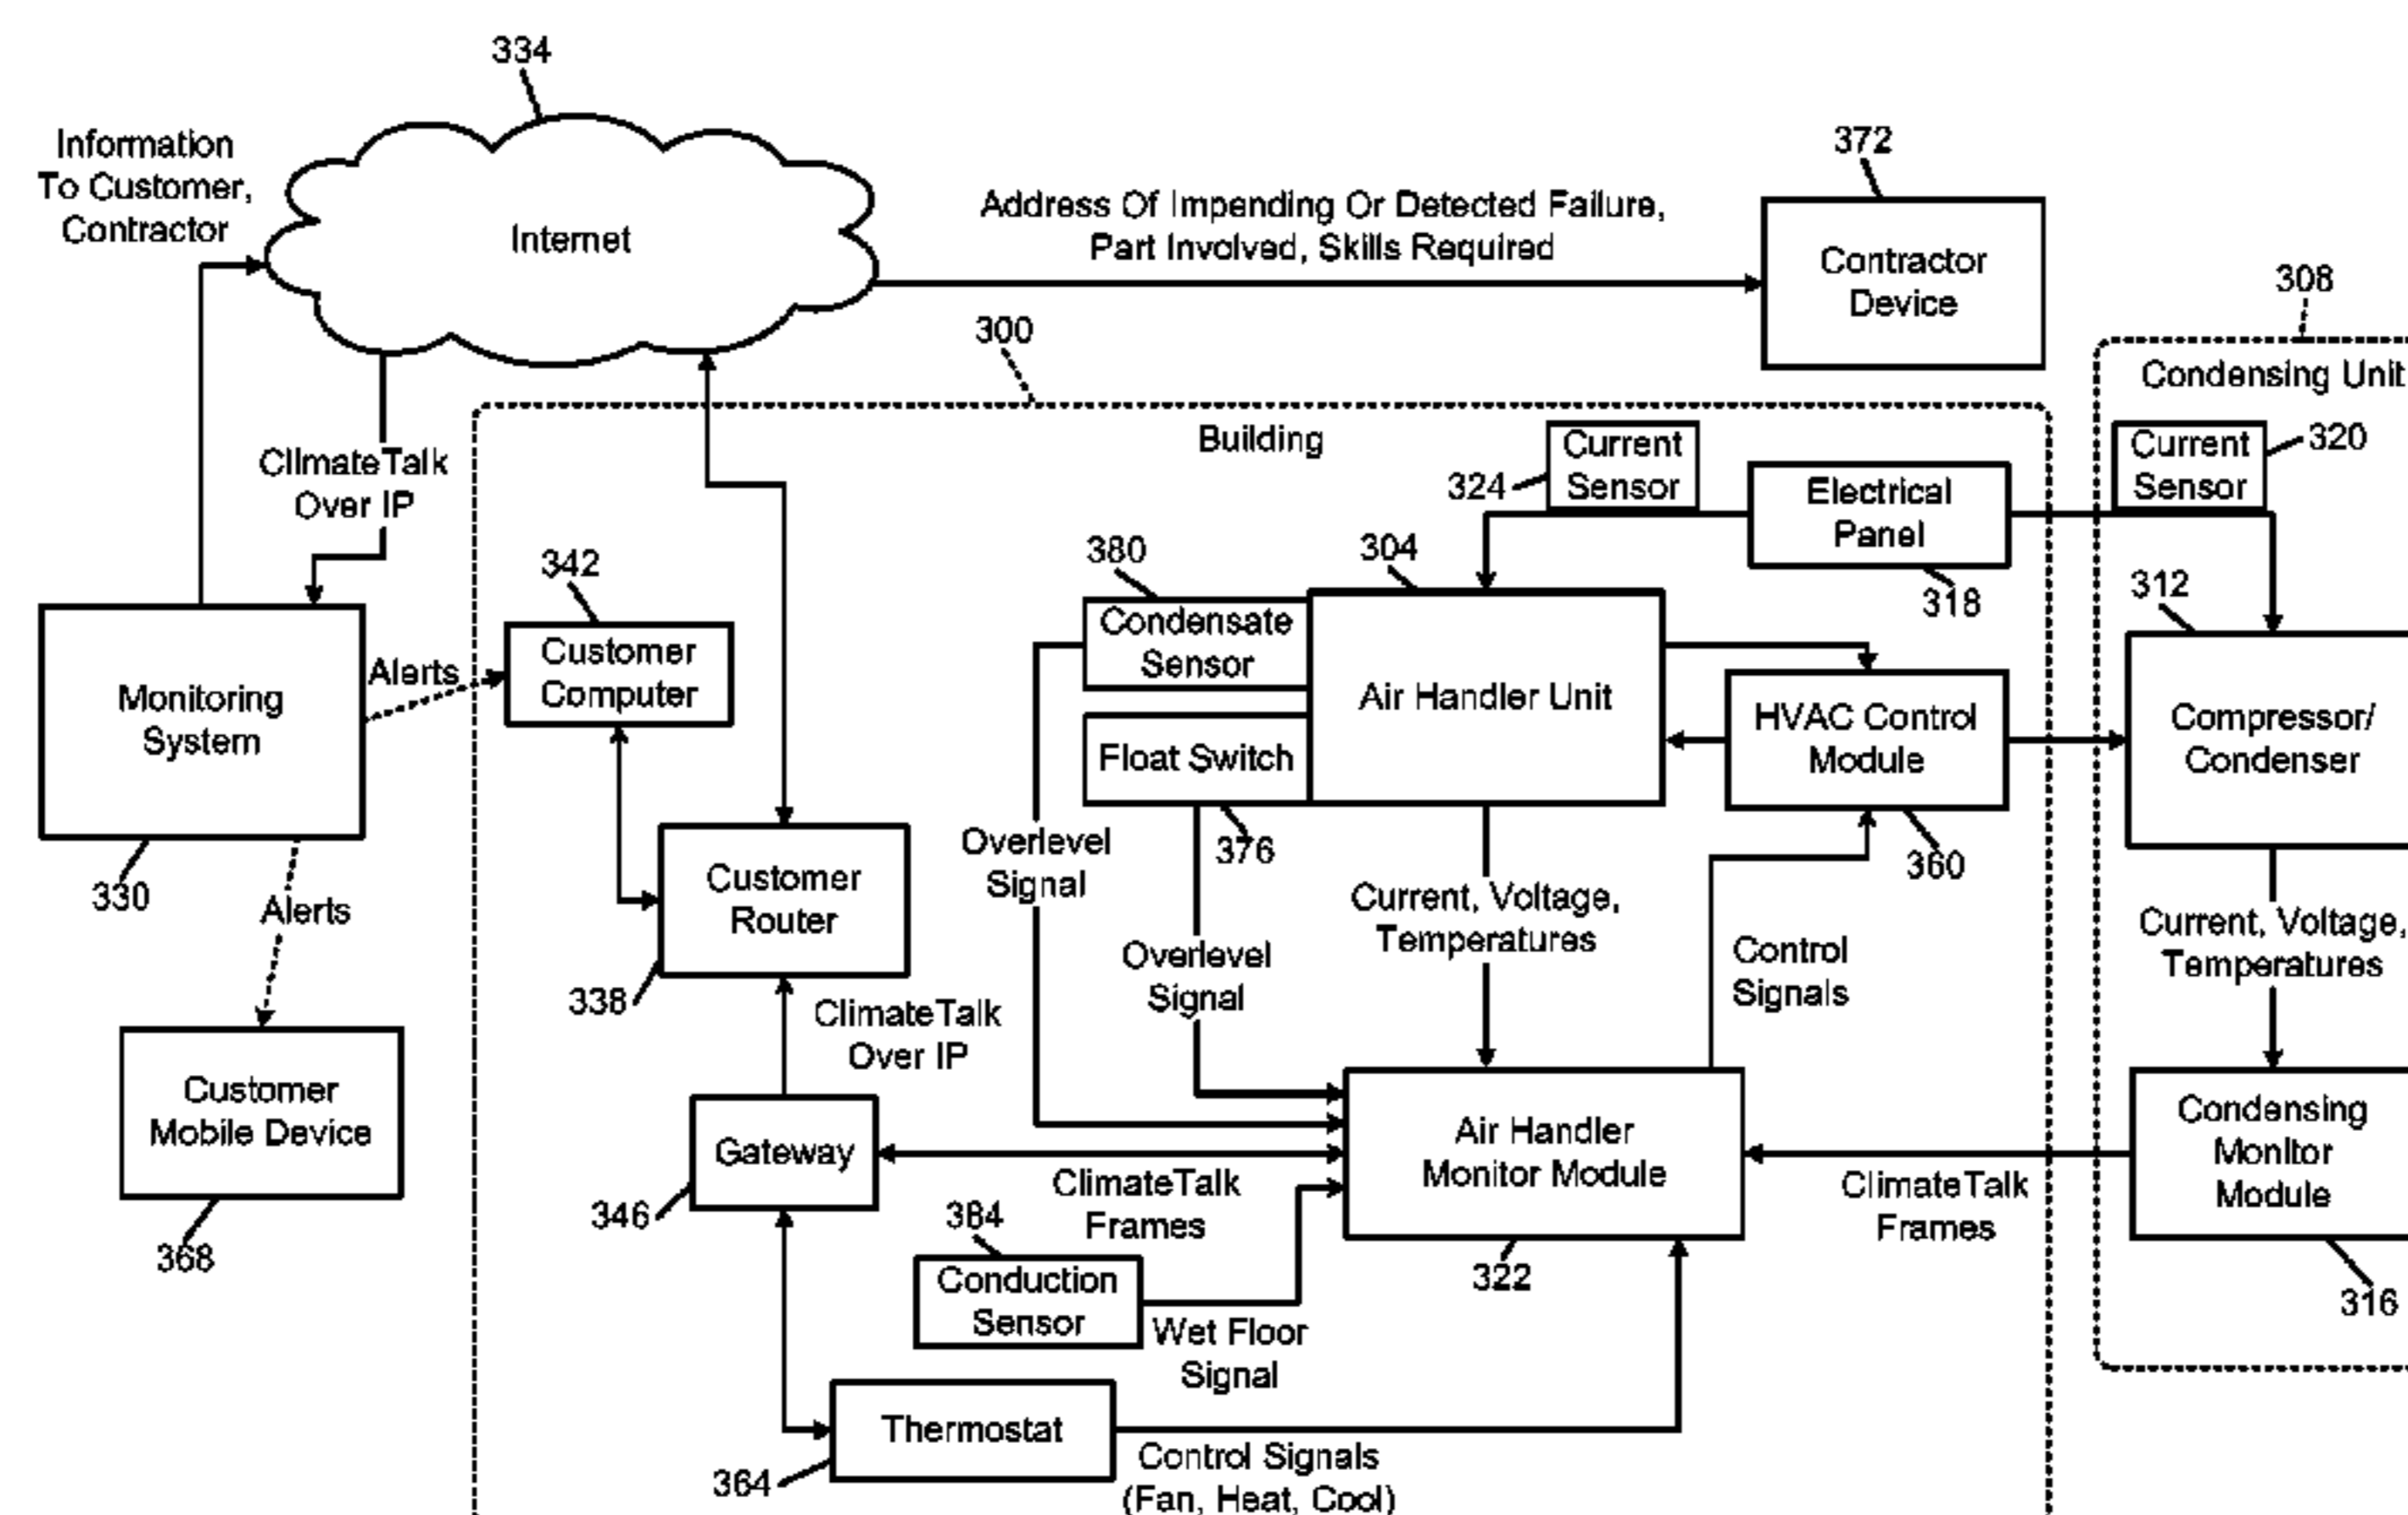 334
Information
To Customer,
Contractor
Internet
Address Of Impending Or Detected Failure,
Part Involved, Skills Required
372
Contractor
Device
308
Condensing Unit
300
Building
ClimateTalk
Over IP
Current
Sensor
324
Electrical
Panel
318
Current
Sensor
320
342
Customer
Computer
380
Condensate
Sensor
304
Air Handler Unit
312
Compressor/
Condenser
Monitoring
System
330
Alerts
Float Switch
376
HVAC Control
Module
360
Overlevel
Signal
Overlevel
Signal
Current, Voltage,
Temperatures
Control
Signals
Current, Voltage,
Temperatures
Alerts
Customer
Router
338
ClimateTalk
Over IP
Customer
Mobile Device
368
Gateway
346
ClimateTalk
Frames
Air Handler
Monitor Module
322
ClimateTalk
Frames
Condensing
Monitor
Module
316
384
Conduction
Sensor
Wet Floor
Signal
Thermostat
364
Control Signals
(Fan, Heat, Cool)